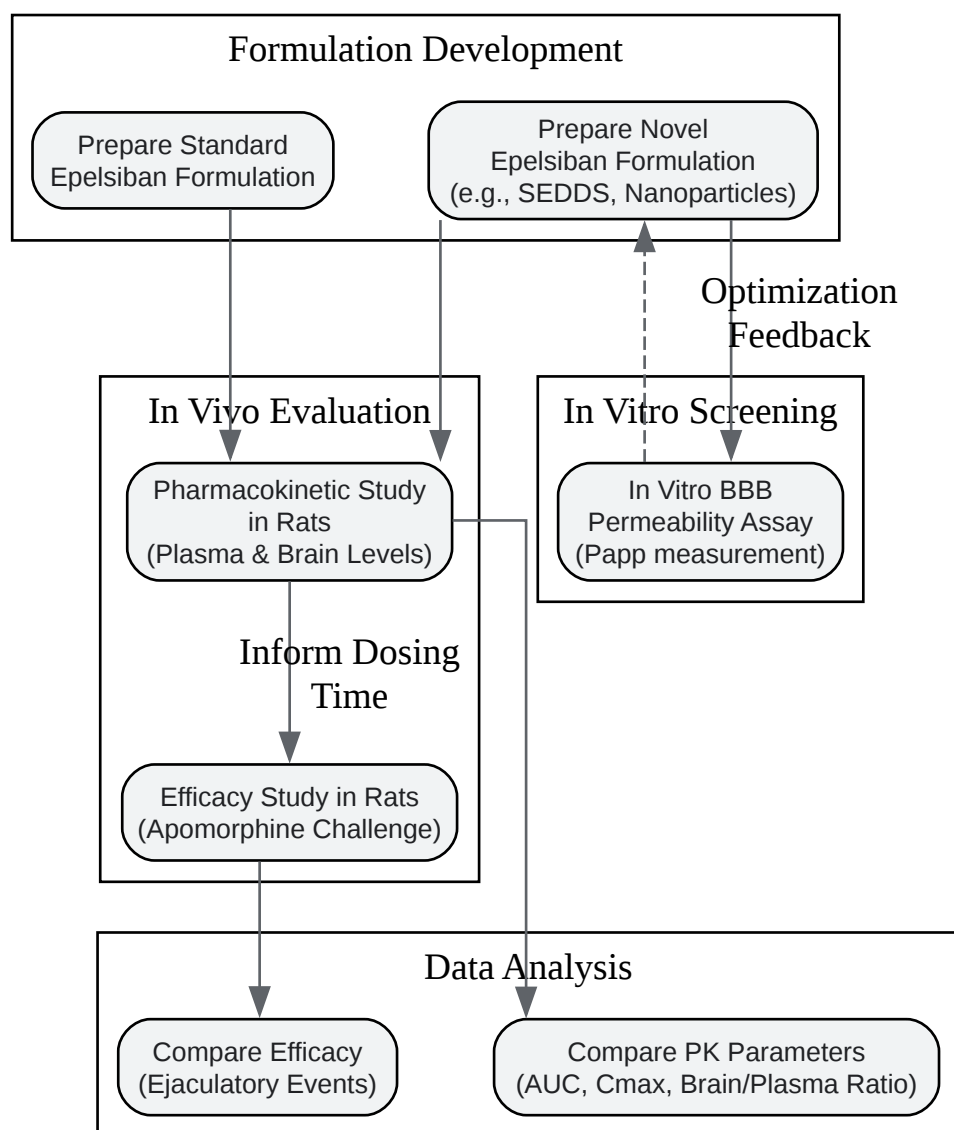 Formulation Development
Prepare Standard
Epelsiban Formulation
Prepare Novel
Epelsiban Formulation
(e.g., SEDDS, Nanoparticles)
Optimization
Feedback
In Vivo Evaluation
In Vitro Screening
Pharmacokinetic Study
in Rats
(Plasma & Brain Levels)
In Vitro BBB
Permeability Assay
(Papp measurement)
Inform Dosing
Time
Efficacy Study in Rats
(Apomorphine Challenge)
Data Analysis
Compare Efficacy
(Ejaculatory Events)
Compare PK Parameters
(AUC, Cmax, Brain/Plasma Ratio)